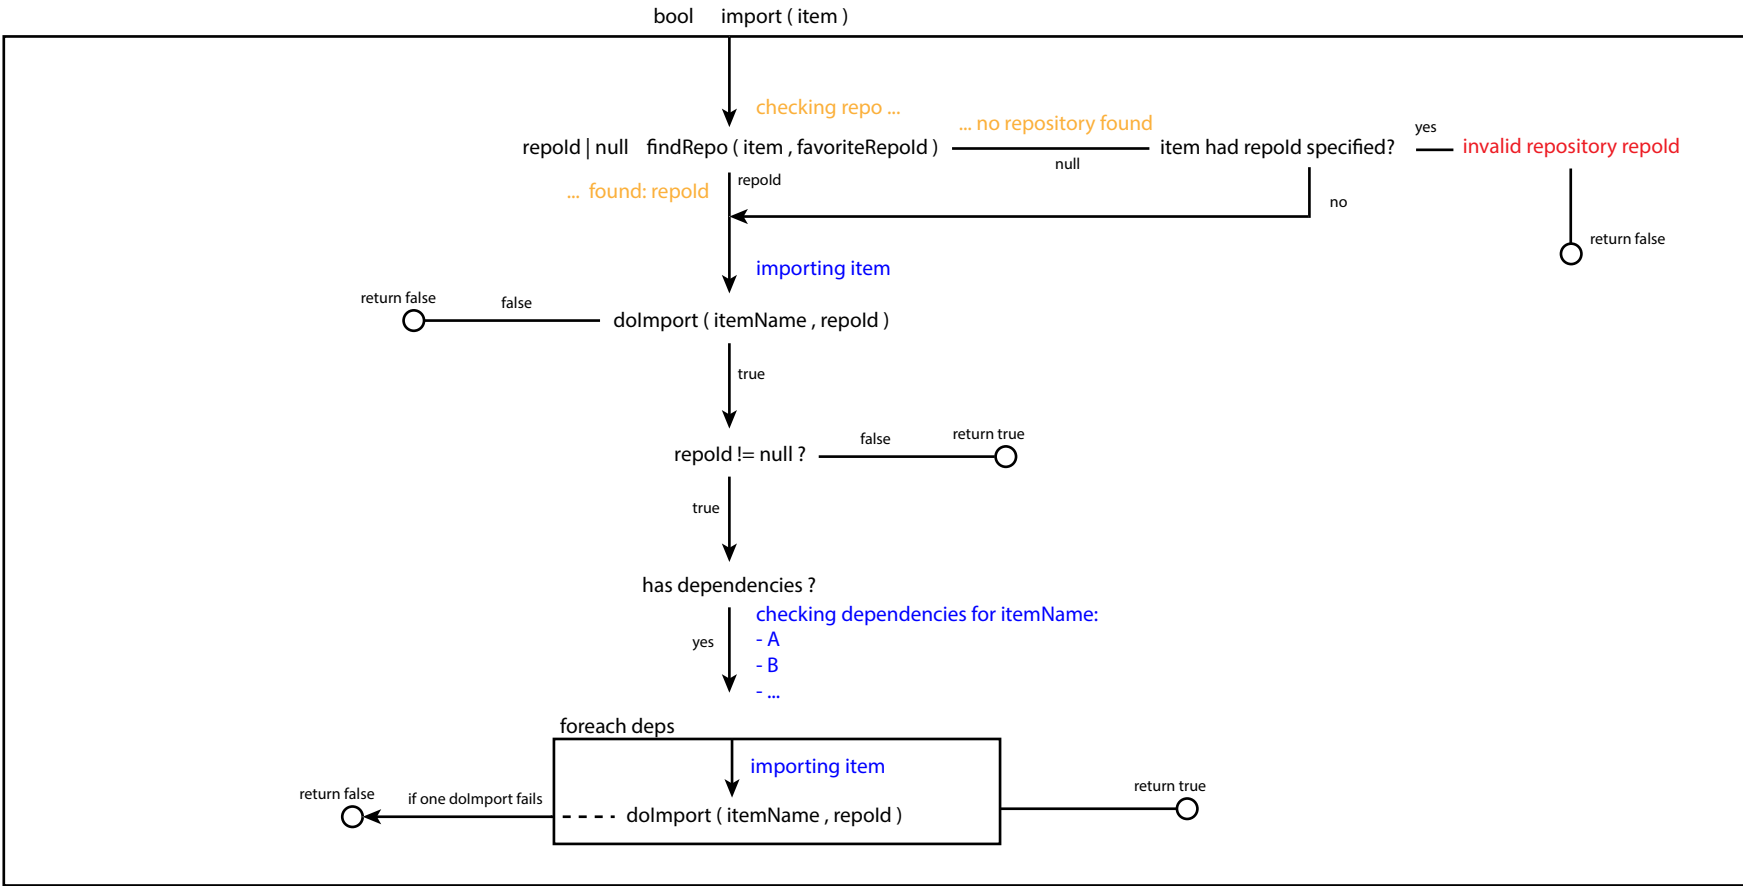 bool import ( item )
checking repo ...
... no repository found
repoId | null findRepo ( item , favoriteRepoId )
null
item had repoId specified?
yes
invalid repository repoId
... found: repoId
repoId
no
return false
importing item
return false
false
doImport ( itemName , repoId )
true
repoId != null ?
false
return true
true
has dependencies ?
checking dependencies for itemName:
yes
- A
- B
- ...
foreach deps
importing item
return false
if one doImport fails
doImport ( itemName , repoId )
return true